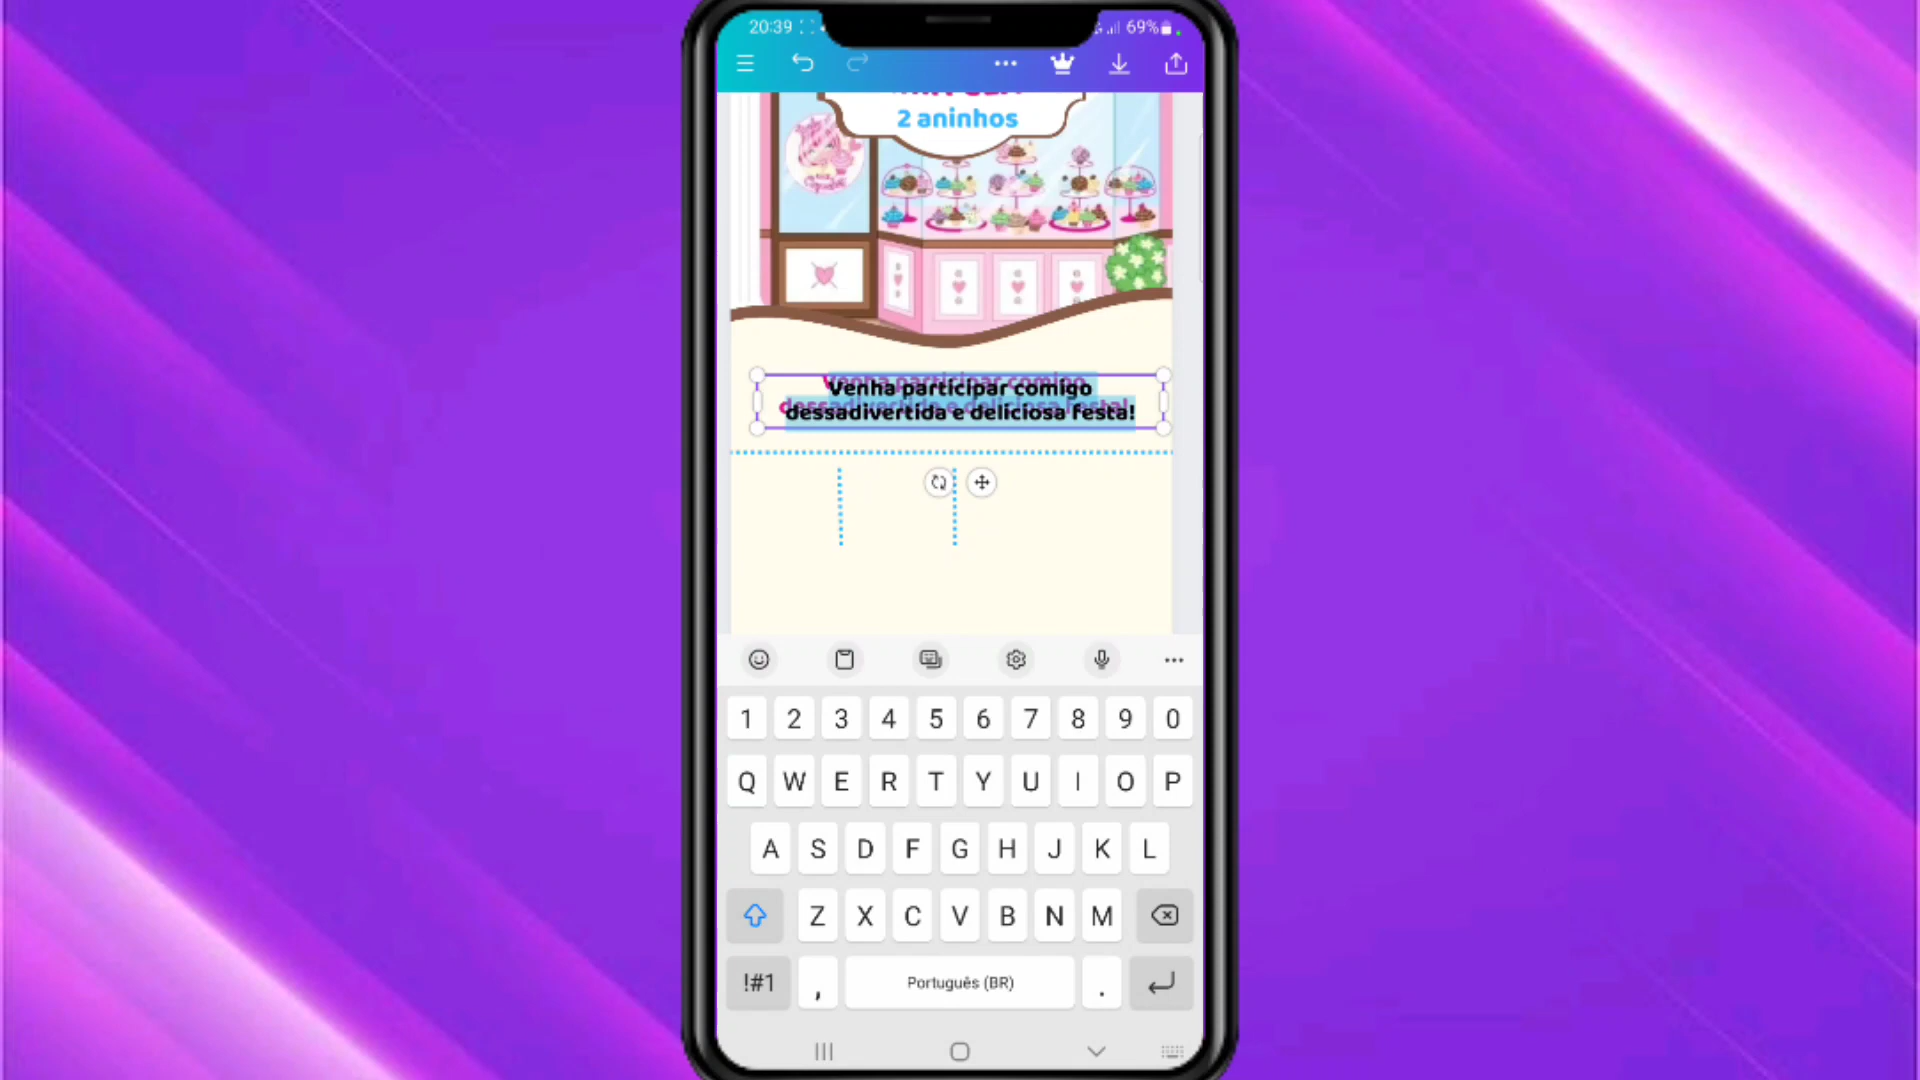 20:39
69%
2 aninhos
Venha participar comigo
dessadivertida e deliciosa festa!
1 2 3 4 5 6 7 8 9 0
Q W E R T Y U I O P
A S D F G H J K L
Z X C V B N M
!#1 , Português (BR) .